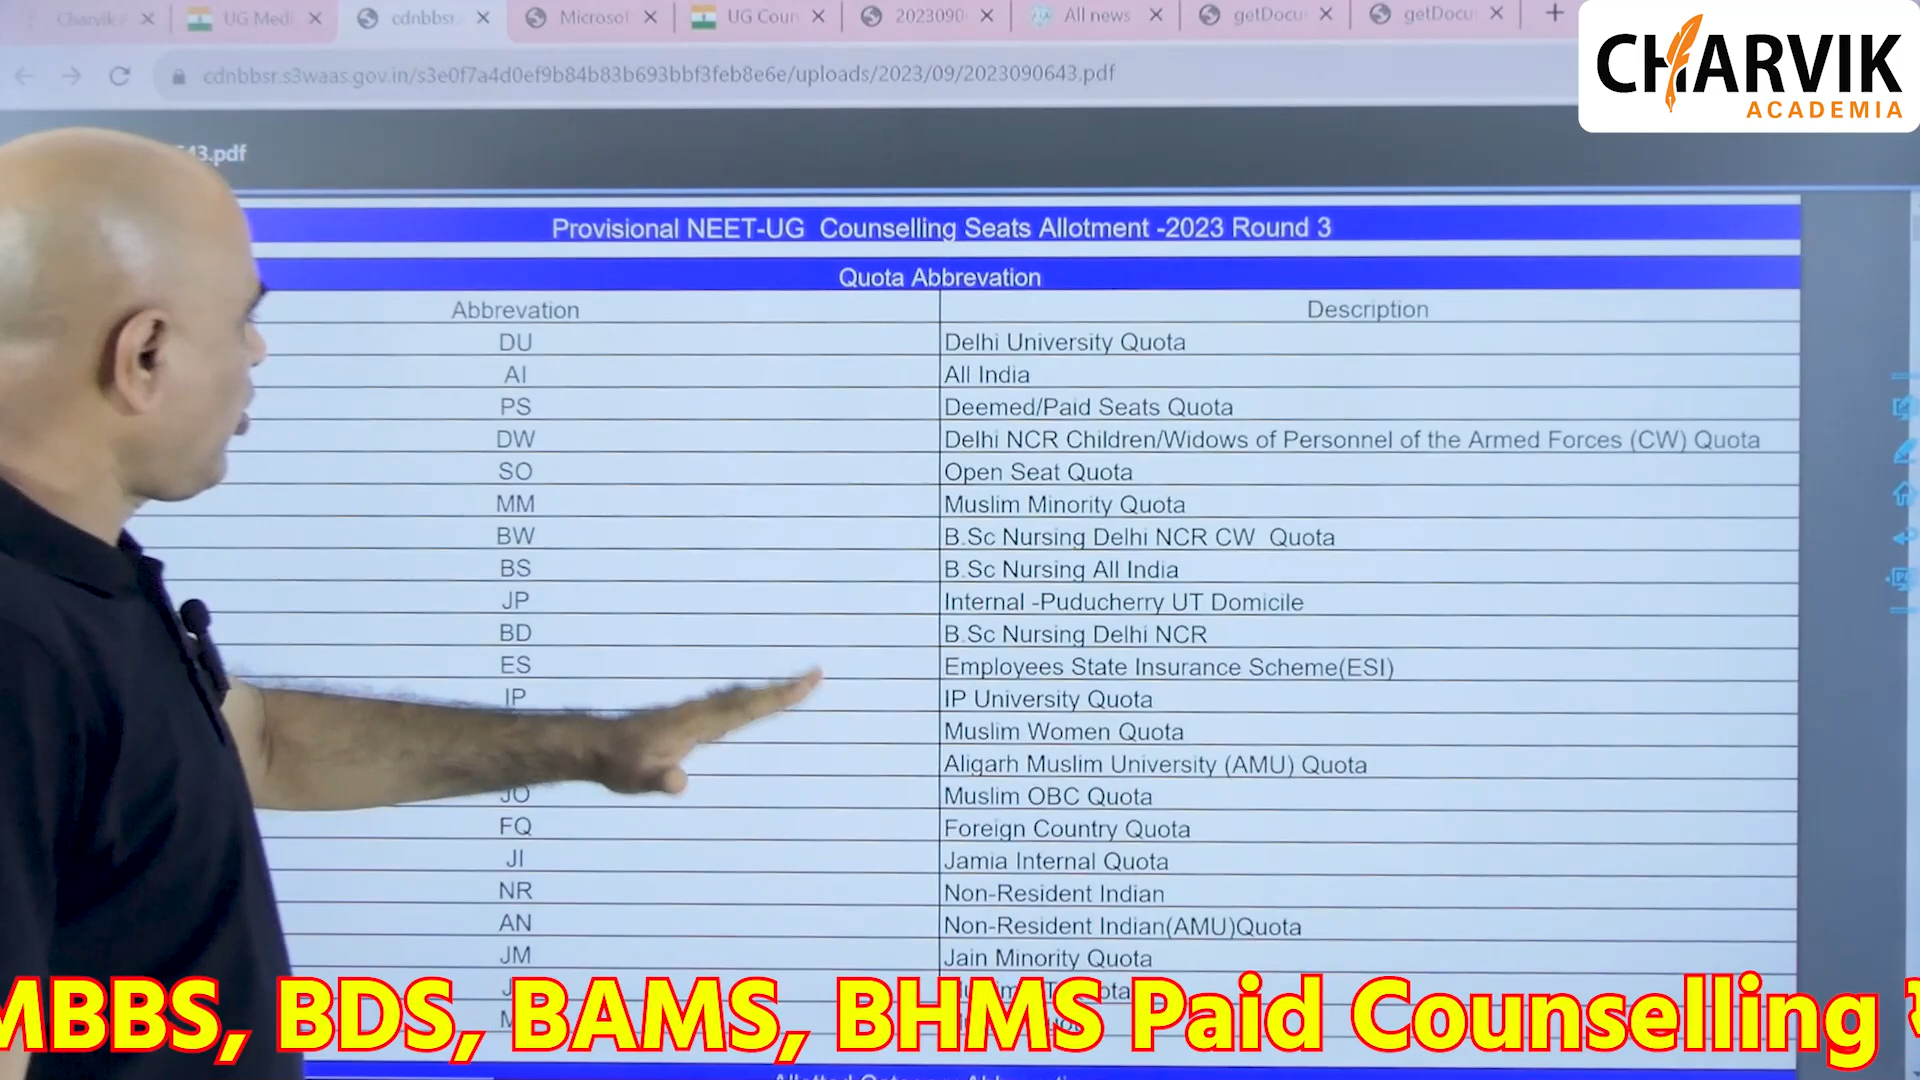 Charvik
UG Medi
cdnbbsr.
Microsof
UG Coun
2023090
All news
getDocu
getDocu
CHARVIK
ACADEMIA
cdnbbsr.s3waas.gov.in/s3e0f7a4d0ef9b84b83b693bbf3feb8e6e/uploads/2023/09/2023090643.pdf
43.pdf
Provisional NEET-UG Counselling Seats Allotment -2023 Round 3
Quota Abbrevation
Abbrevation Description
DU Delhi University Quota
AI All India
PS Deemed/Paid Seats Quota
DW Delhi NCR Children/Widows of Personnel of the Armed Forces (CW) Quota
SO Open Seat Quota
MM Muslim Minority Quota
BW B.Sc Nursing Delhi NCR CW Quota
BS B.Sc Nursing All India
JP Internal -Puducherry UT Domicile
BD B.Sc Nursing Delhi NCR
ES Employees State Insurance Scheme(ESI)
IP IP University Quota
Muslim Women Quota
Aligarh Muslim University (AMU) Quota
JO Muslim OBC Quota
FQ Foreign Country Quota
JI Jamia Internal Quota
NR Non-Resident Indian
AN Non-Resident Indian(AMU)Quota
JM Jain Minority Quota
MBBS, BDS, BAMS, BHMS Paid Counselling